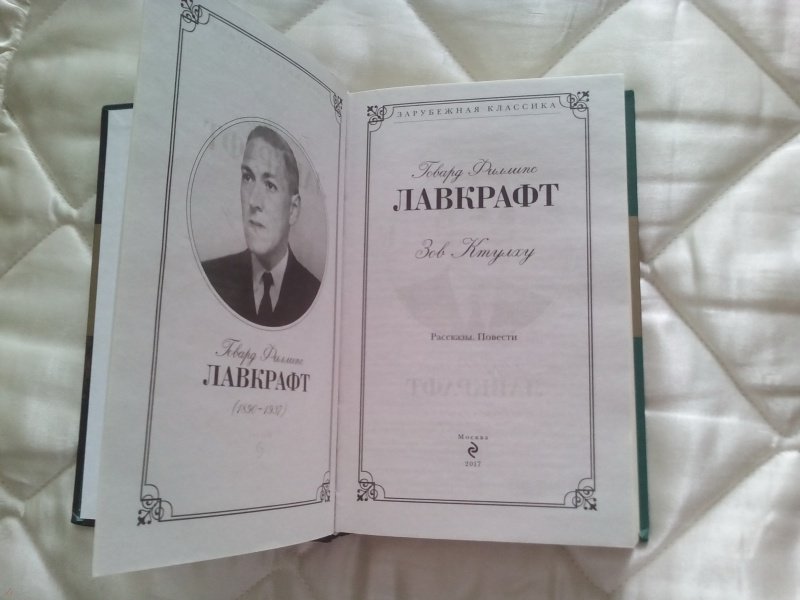 Говард Филлипс
ЛАВКРАФТ
(1890–1937)
ЗАРУБЕЖНАЯ КЛАССИКА
Говард Филлипс
ЛАВКРАФТ
Зов Ктулху
Рассказы. Повести
Москва
2017